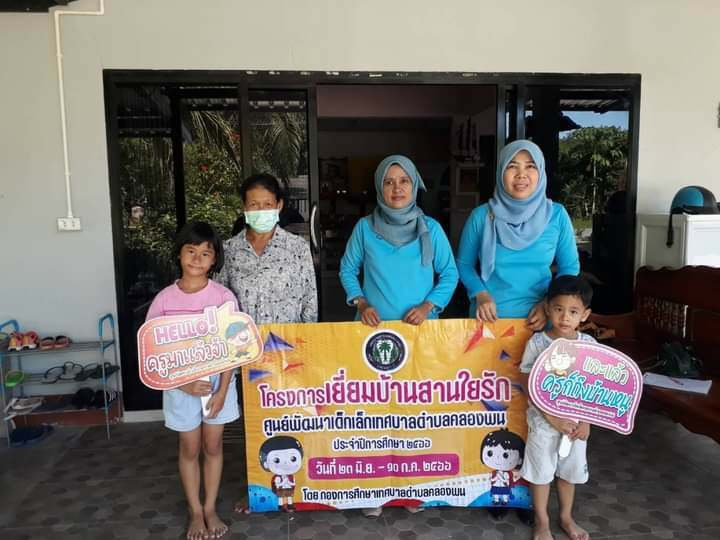 HELLO!
ครูมาแล้วจ้า
โครงการเยี่ยมบ้านสานใยรัก
ศูนย์พัฒนาเด็กเล็กเทศบาลตำบลคลองพน
ประจำปีการศึกษา ๒๕๖๖
วันที่ ๒๓ มิ.ย. - ๑๐ ก.ค. ๒๕๖๖
โดย กองการศึกษาเทศบาลตำบลคลองพน
แถะแล้ว
ครูก็ถึงบ้านหนู